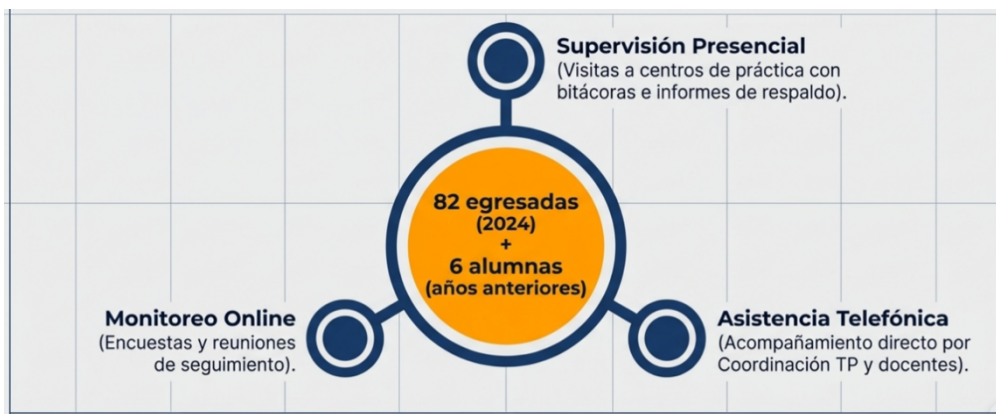 Supervisión Presencial
(Visitas a centros de práctica con
bitácoras e informes de respaldo).
82 egresadas
(2024)
+
6 alumnas
(años anteriores)
Monitoreo Online
(Encuestas y reuniones
de seguimiento).
Asistencia Telefónica
(Acompañamiento directo por
Coordinación TP y docentes).